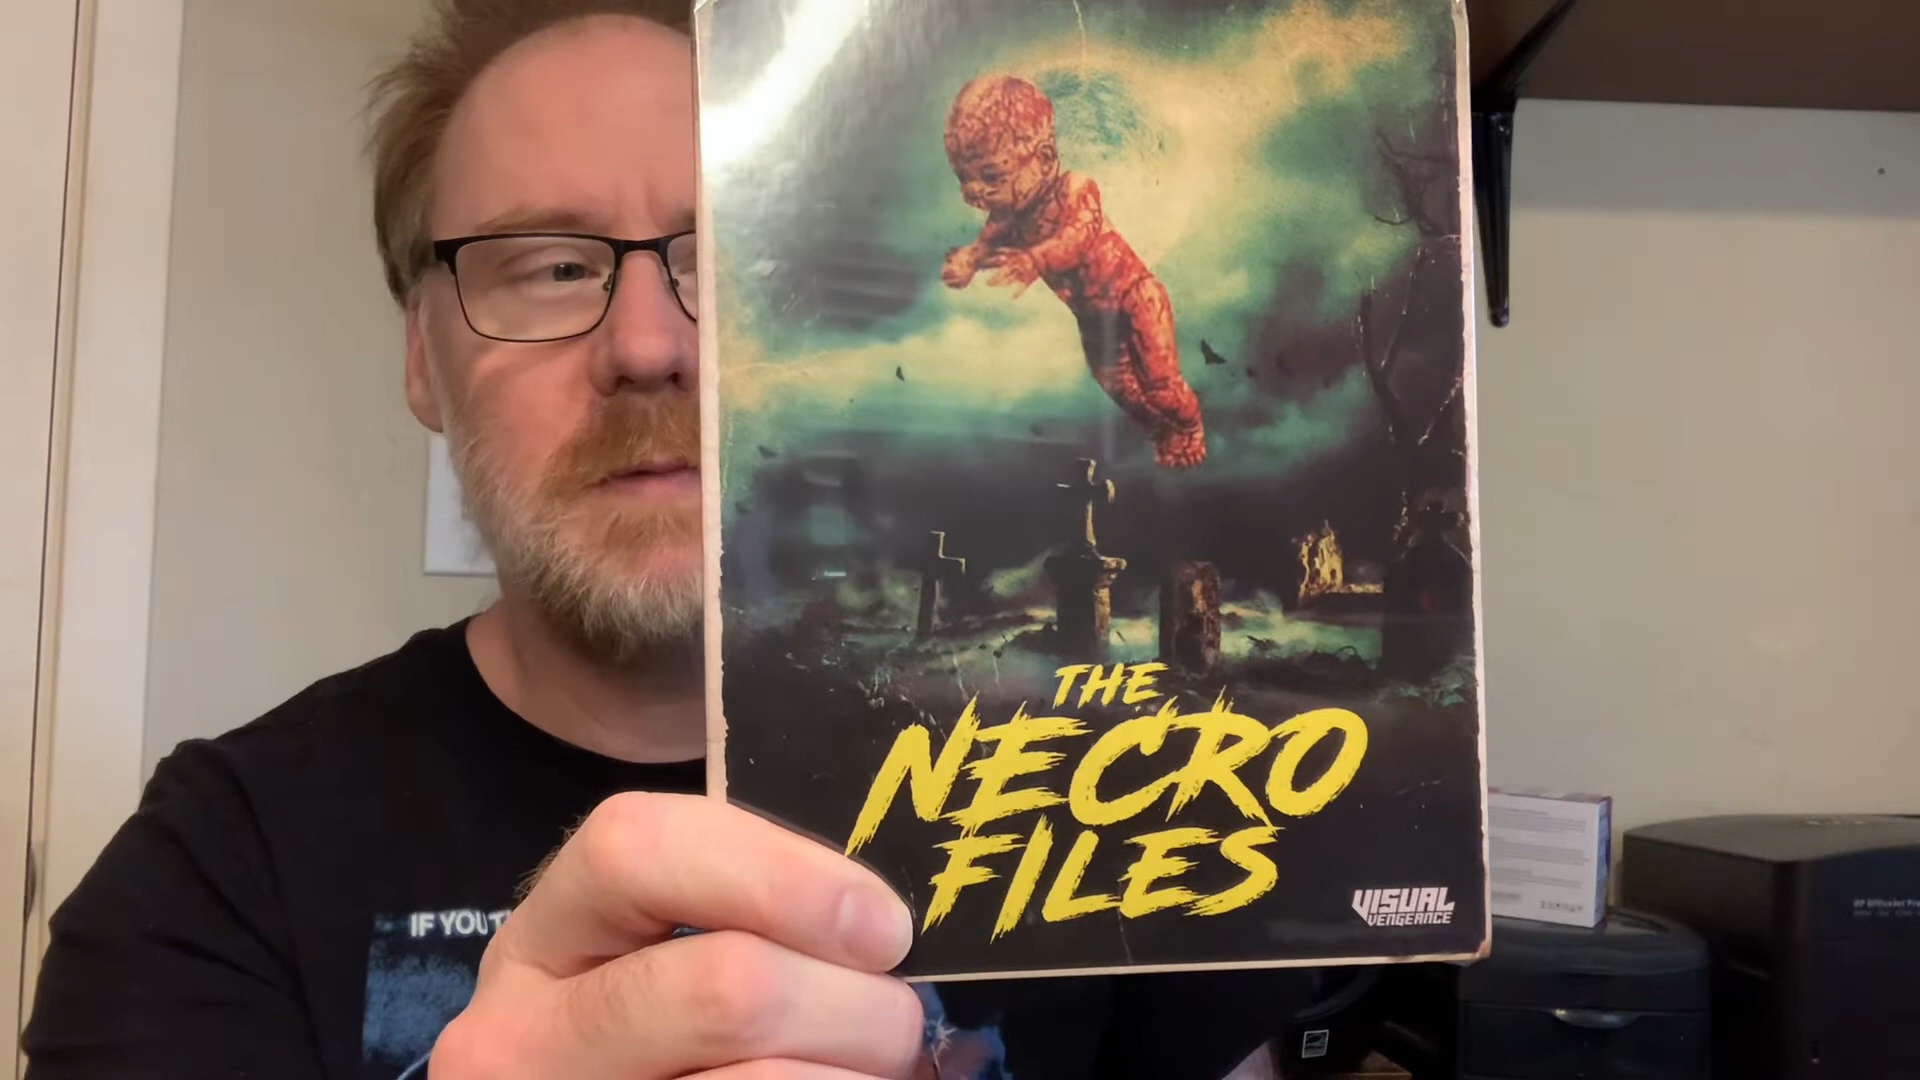 THE
NECRO
FILES
VISUAL
VENGEANCE
IF YOU